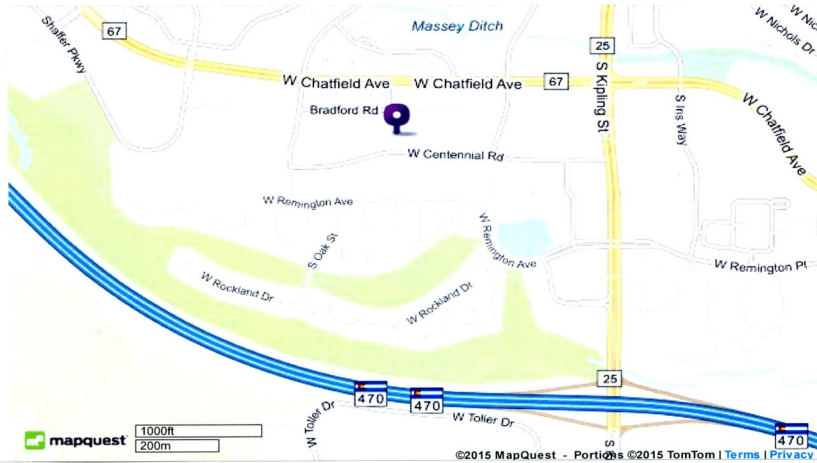 Massey Ditch
W Nichols Dr
W Nic
Shaffer Pkwy
67
25
W Chatfield Ave
W Chatfield Ave
67
S Kipling St
S Ins Way
W Chatfield Ave
Bradford Rd
W Centennial Rd
W Remington Ave
S Oak St
W Remington Ave
W Remington Pl
W Rockland Dr
W Rockland Dr
25
470
470
470
W Toller Dr
W Toller Dr
mapquest
1000ft
200m
©2015 MapQuest - Portions ©2015 TomTom | Terms | Privacy